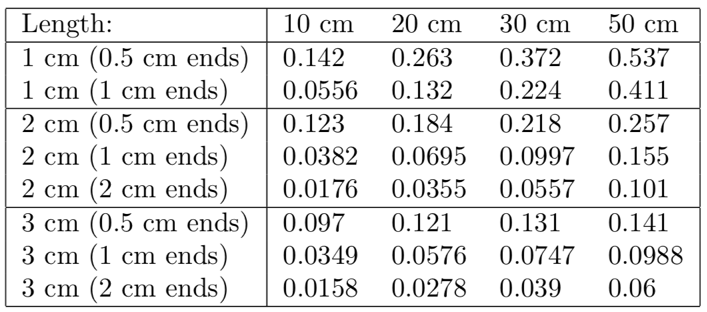 Length: 10 cm 20 cm 30 cm 50 cm
1 cm (0.5 cm ends) 0.142 0.263 0.372 0.537
1 cm (1 cm ends) 0.0556 0.132 0.224 0.411
2 cm (0.5 cm ends) 0.123 0.184 0.218 0.257
2 cm (1 cm ends) 0.0382 0.0695 0.0997 0.155
2 cm (2 cm ends) 0.0176 0.0355 0.0557 0.101
3 cm (0.5 cm ends) 0.097 0.121 0.131 0.141
3 cm (1 cm ends) 0.0349 0.0576 0.0747 0.0988
3 cm (2 cm ends) 0.0158 0.0278 0.039 0.06